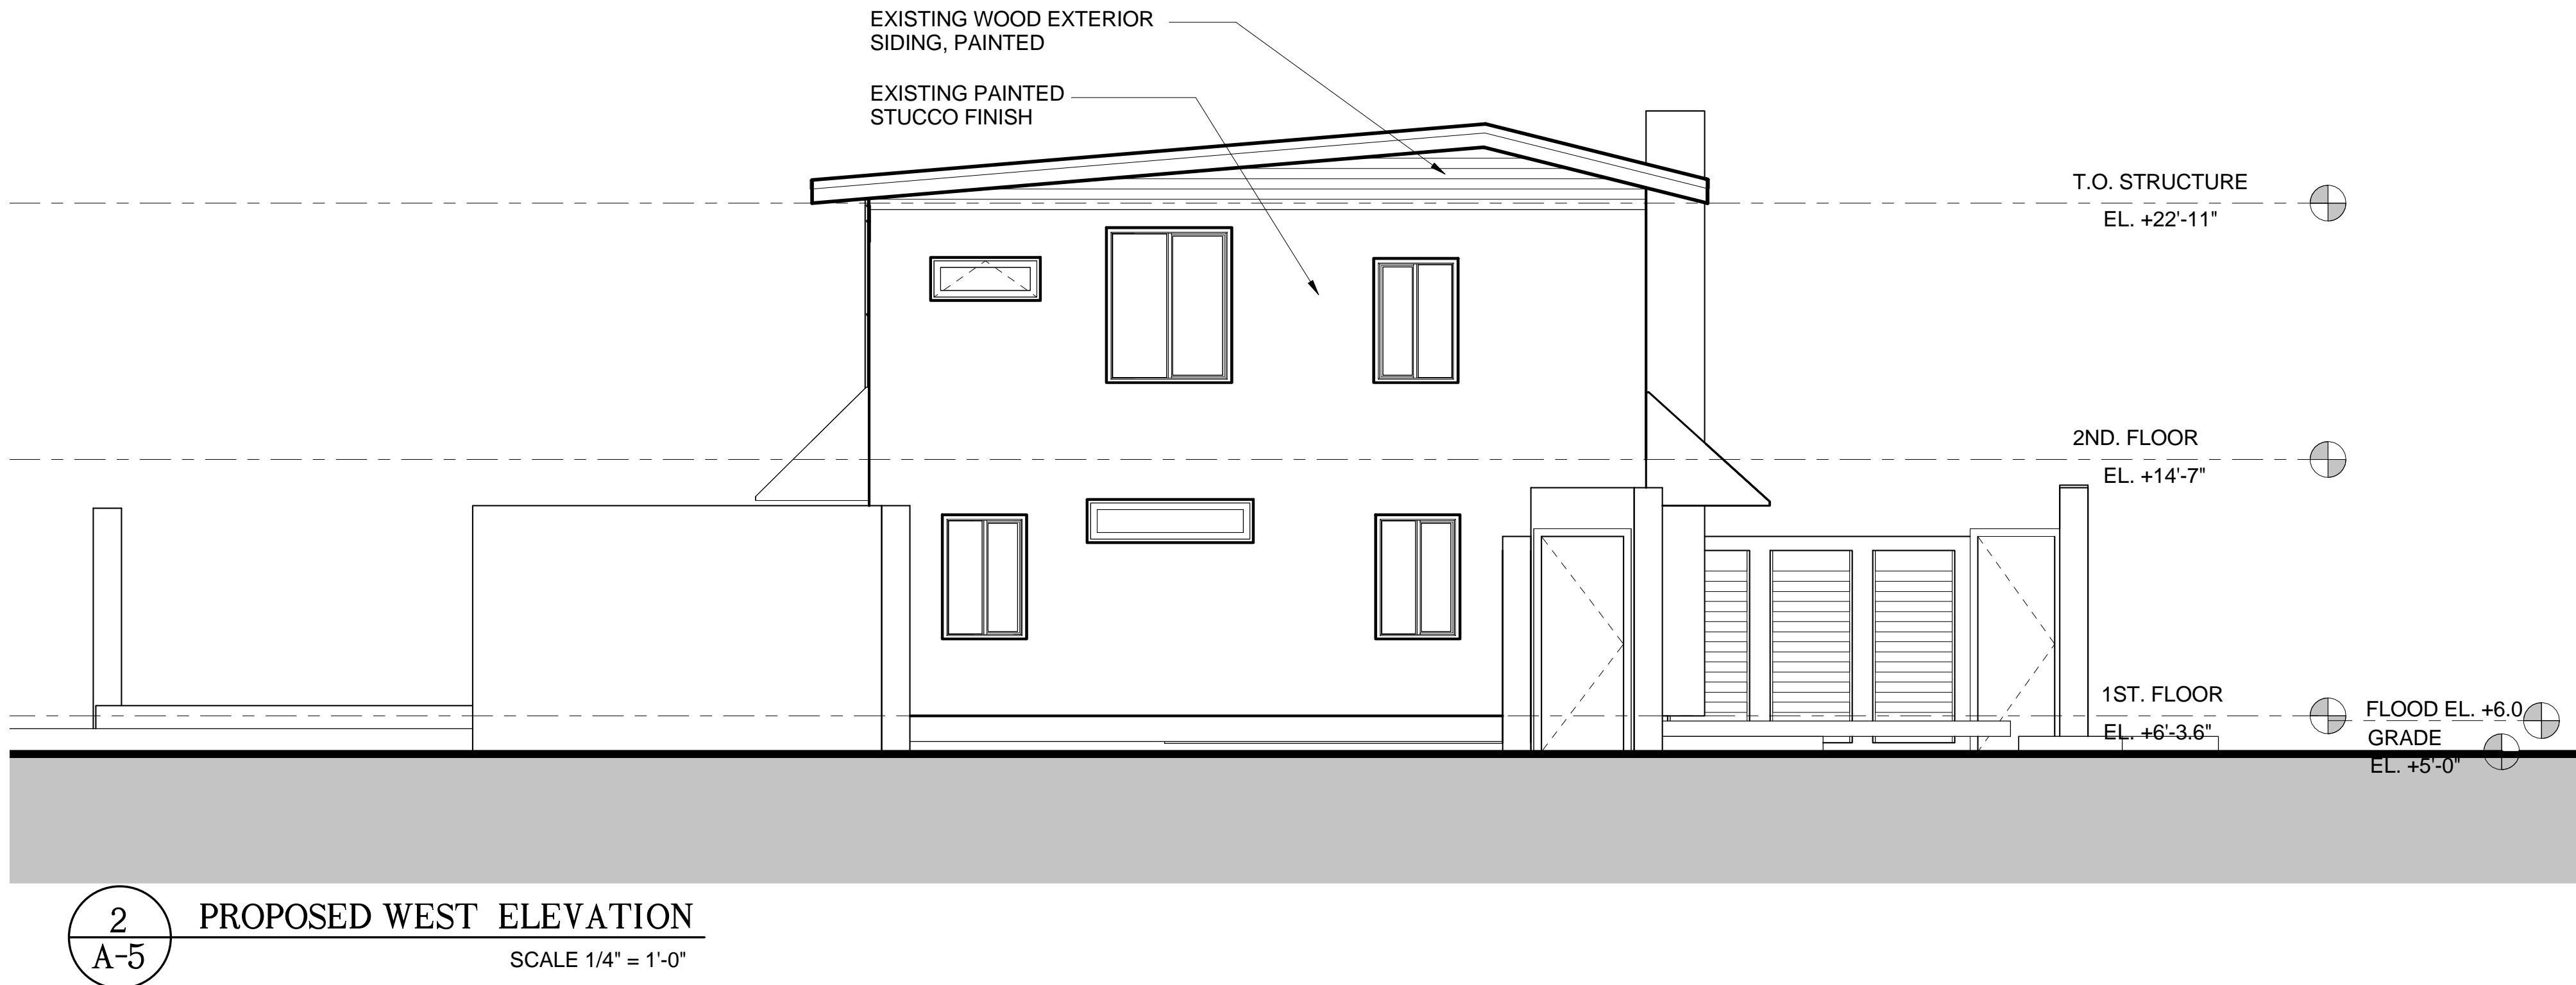 EXISTING WOOD EXTERIOR
SIDING, PAINTED
EXISTING PAINTED
STUCCO FINISH
T.O. STRUCTURE
EL. +22'-11"
2ND. FLOOR
EL. +14'-7"
1ST. FLOOR
EL. +6'-3.6"
FLOOD EL. +6.0
GRADE
EL. +5'-0"
2
A-5
PROPOSED WEST ELEVATION
SCALE 1/4" = 1'-0"